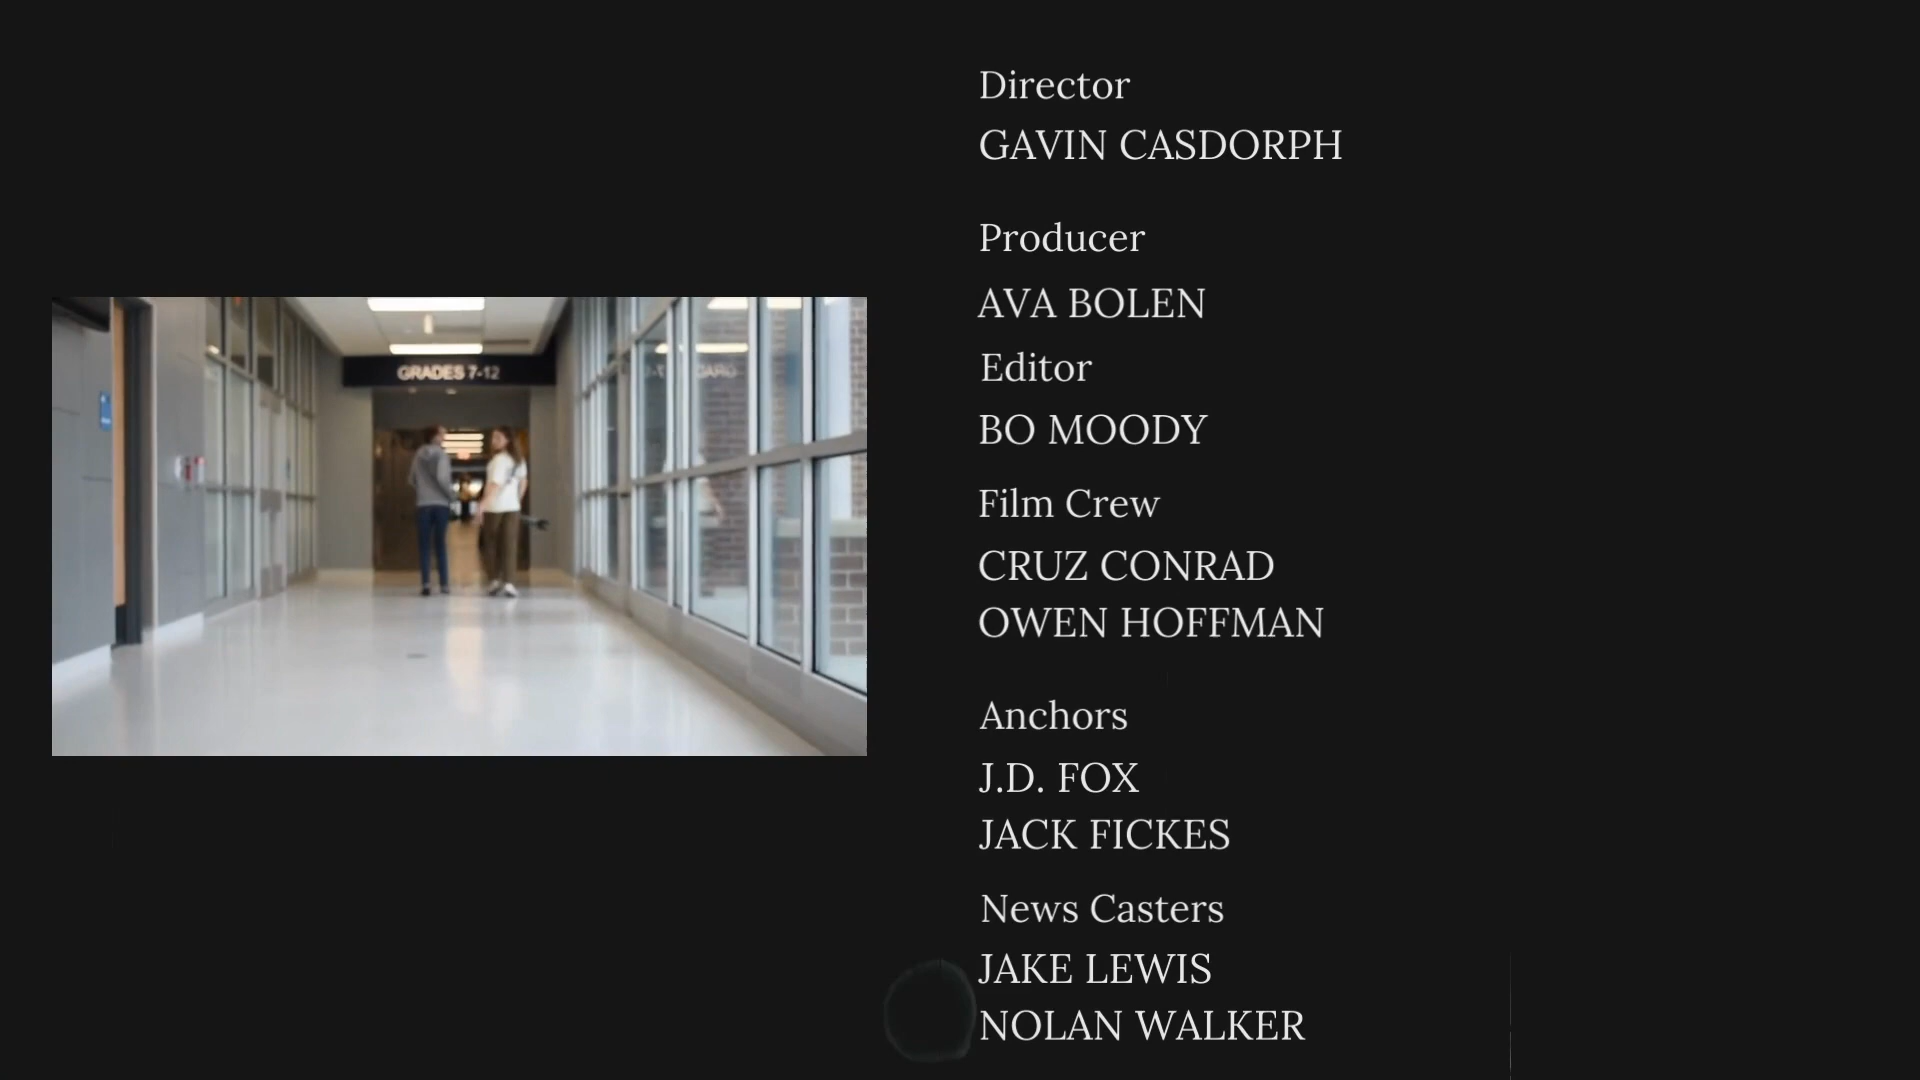 GRADES 7-12
Director
GAVIN CASDORPH
Producer
AVA BOLEN
Editor
BO MOODY
Film Crew
CRUZ CONRAD
OWEN HOFFMAN
Anchors
J.D. FOX
JACK FICKES
News Casters
JAKE LEWIS
NOLAN WALKER